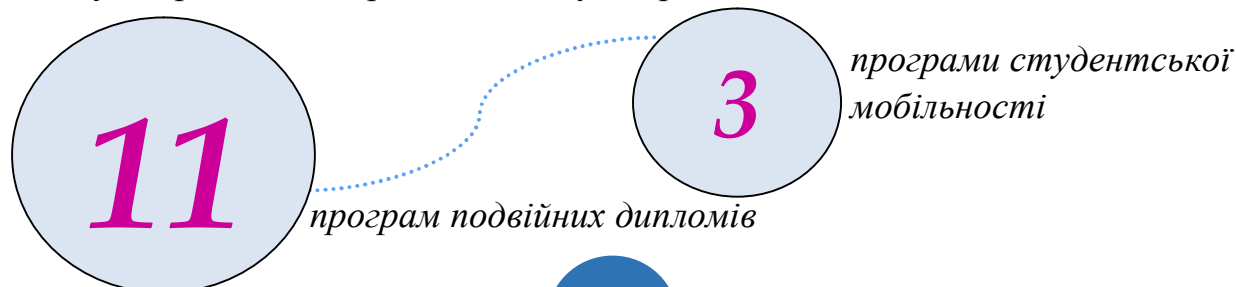 3
програми студентської
мобільності
11
програм подвійних дипломів